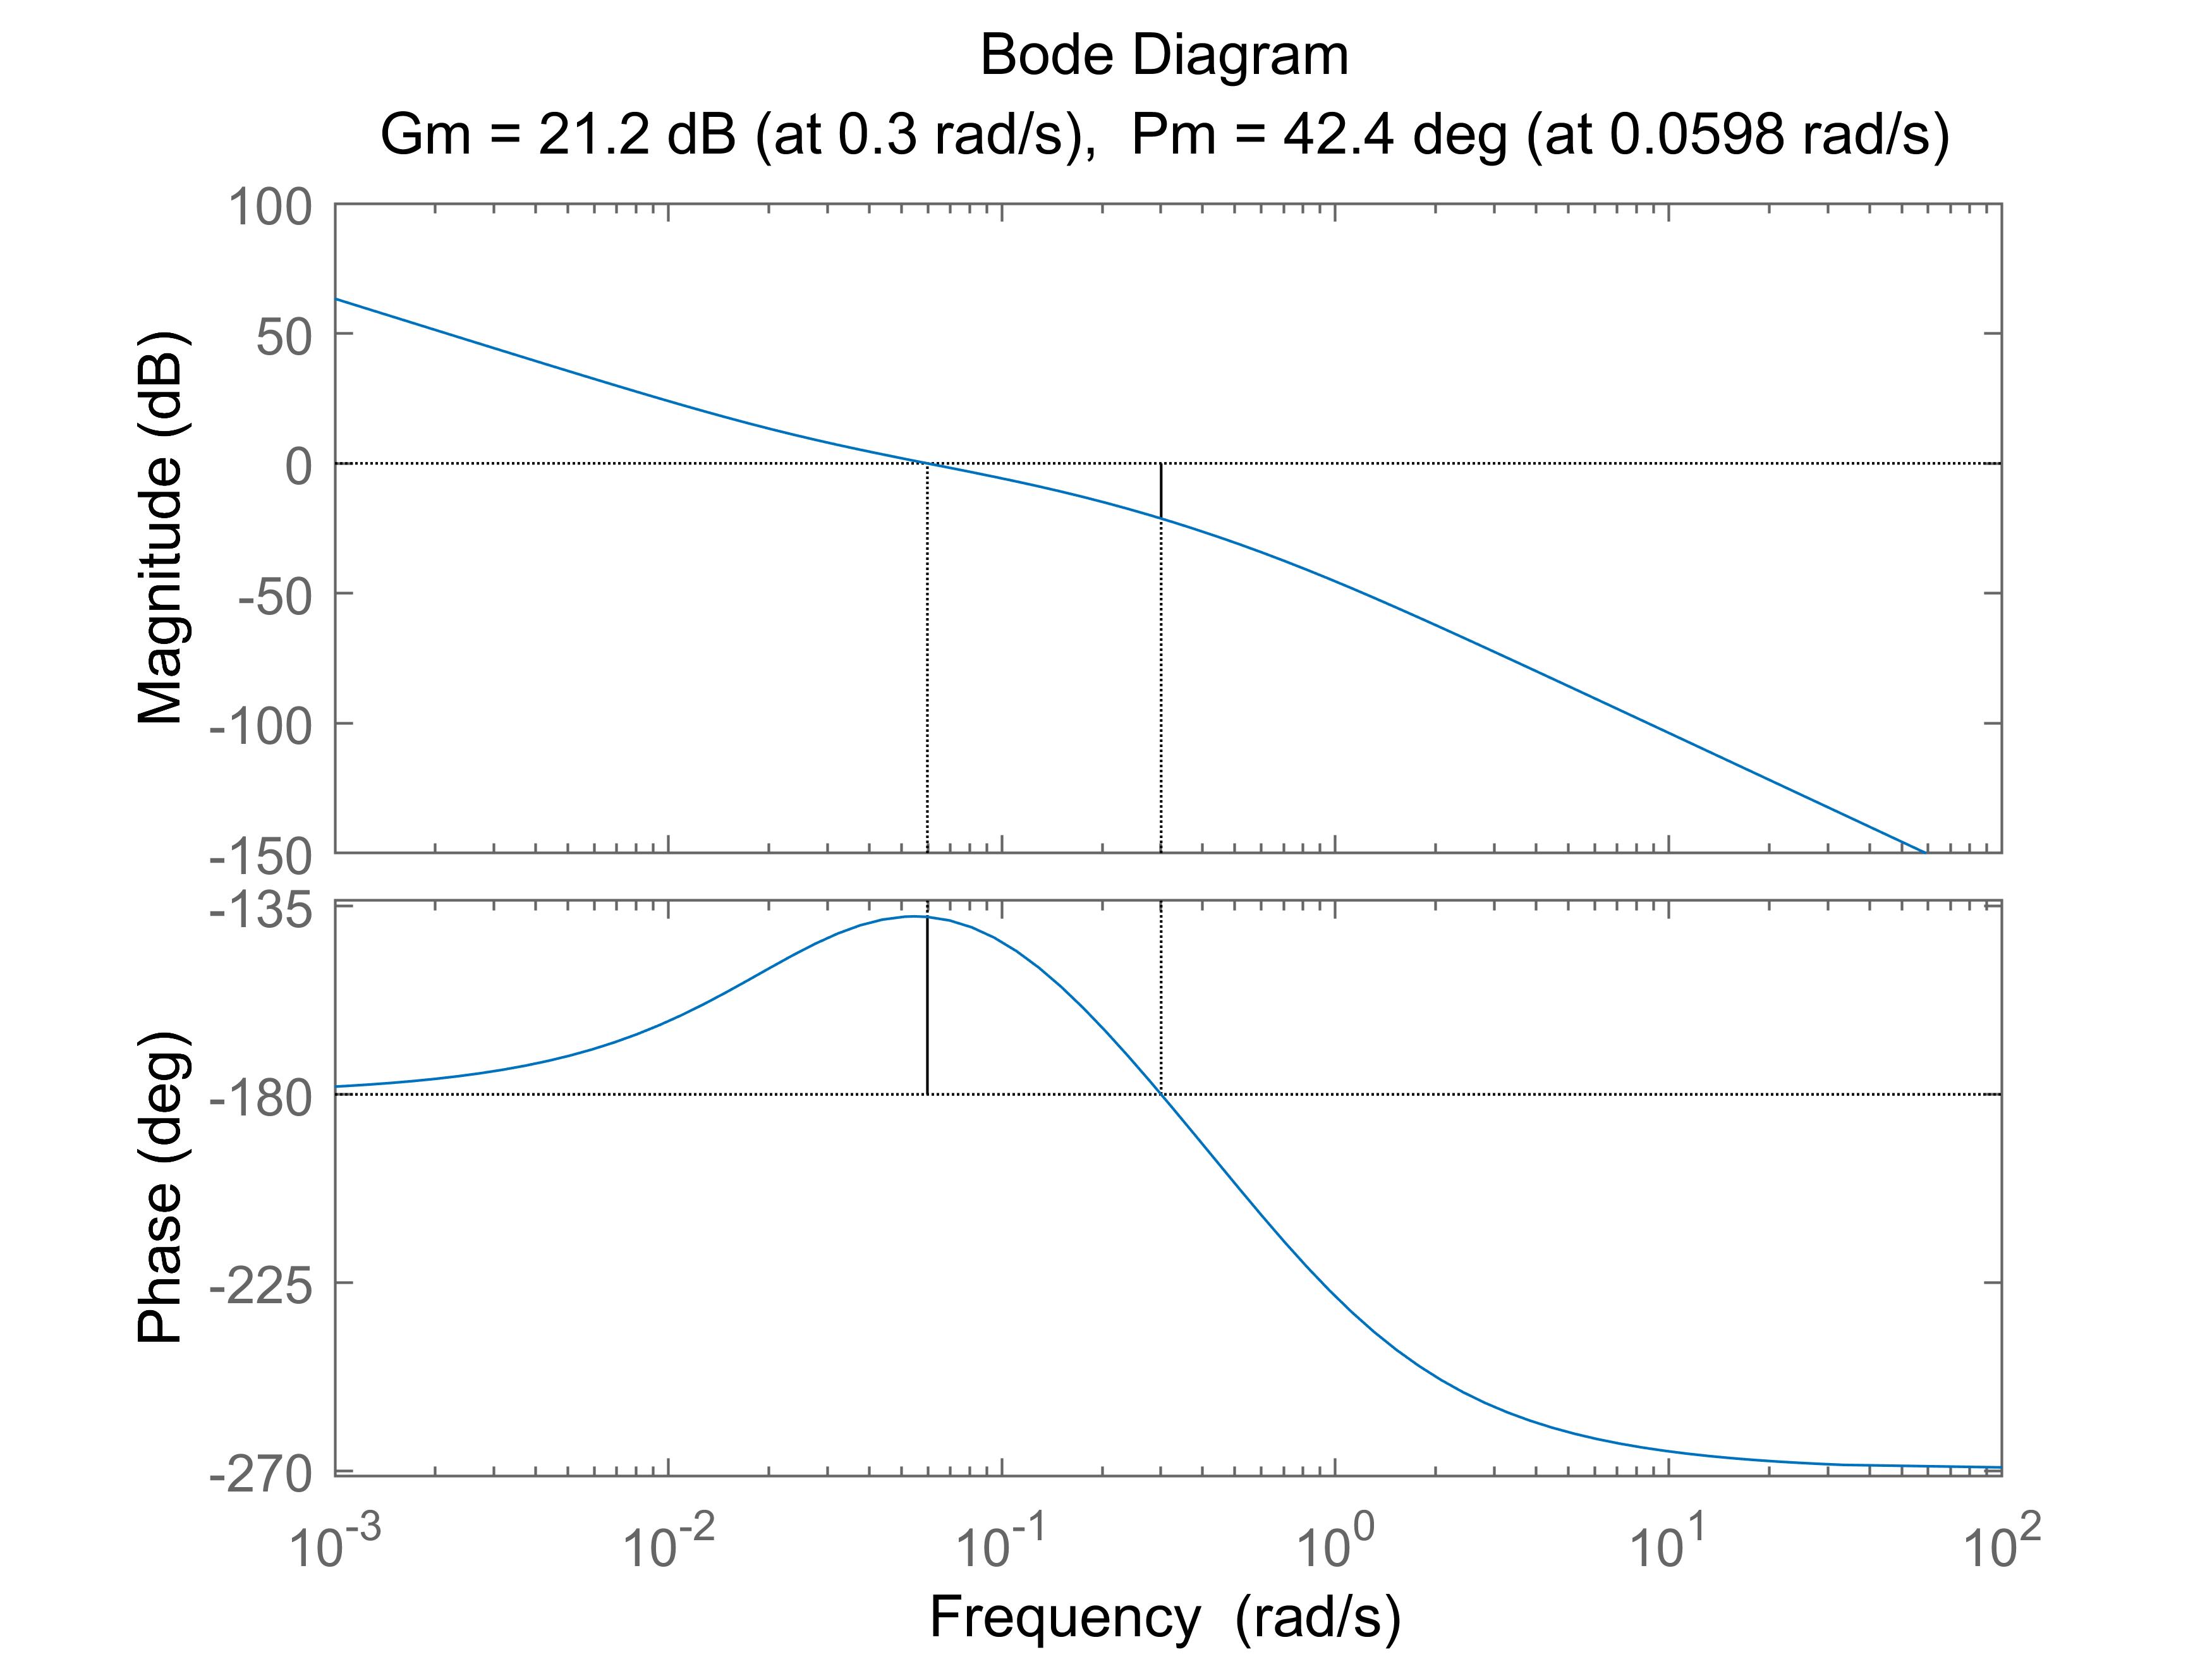 Bode Diagram
Gm = 21.2 dB (at 0.3 rad/s),  Pm = 42.4 deg (at 0.0598 rad/s)
Magnitude (dB)
100
50
0
-50
-100
-150
Phase (deg)
-135
-180
-225
-270
10^-3 10^-2 10^-1 10^0 10^1 10^2
Frequency  (rad/s)